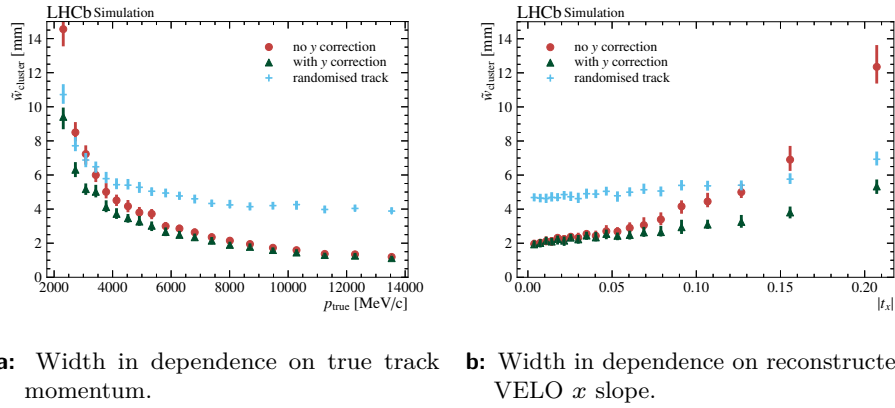 LHCb Simulation
w̃cluster [mm]
14
12
10
8
6
4
2
0
no y correction
with y correction
randomised track
2000 4000 6000 8000 10000 12000 14000
ptrue [MeV/c]
LHCb Simulation
w̃cluster [mm]
14
12
10
8
6
4
2
0
no y correction
with y correction
randomised track
0.00 0.05 0.10 0.15 0.20
|tx|
a: Width in dependence on true track
momentum.
b: Width in dependence on reconstructe
VELO x slope.